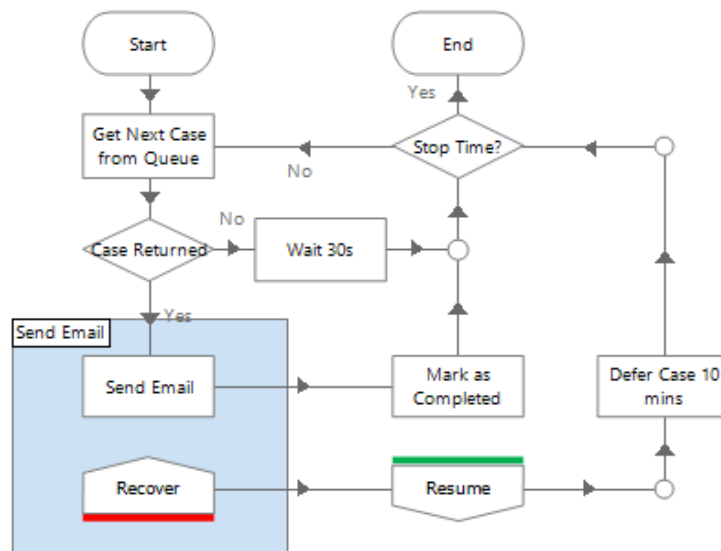 Start
End
Yes
Get Next Case
from Queue
Stop Time?
No
Case Returned
No
Wait 30s
Yes
Send Email
Send Email
Mark as
Completed
Defer Case 10
mins
Recover
Resume